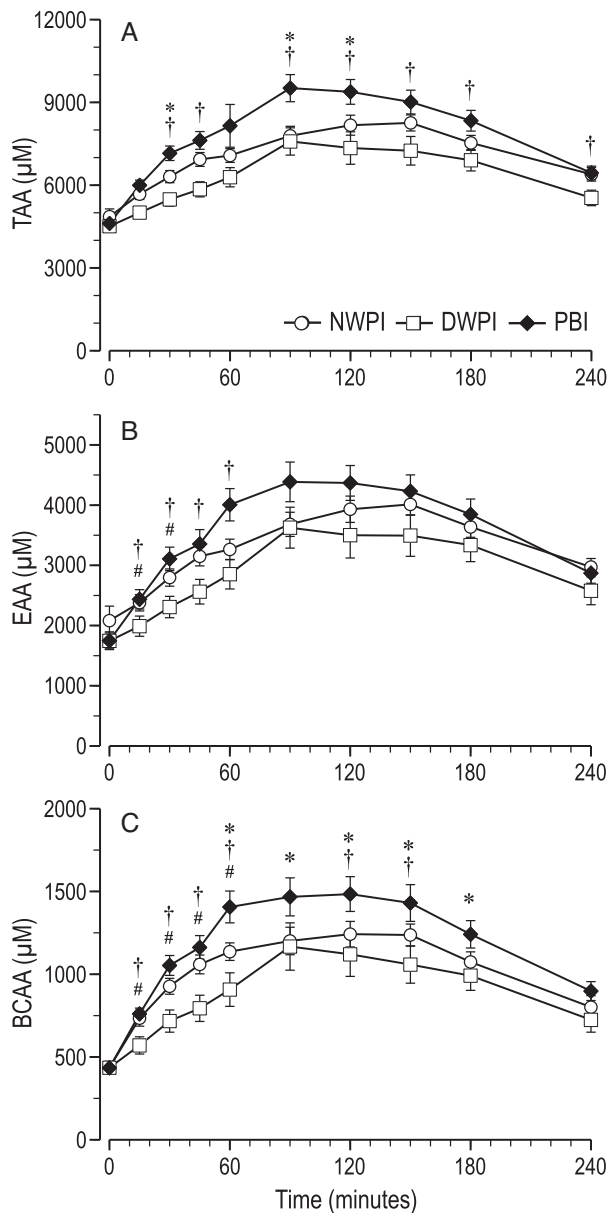 A
12000
9000
6000
3000
0
TAA (µM)
* * 
* † † † †
† † †
NWPI DWPI PBI
0 60 120 180 240
B
5000
4000
3000
2000
1000
0
EAA (µM)
†
† †
† #
#
0 60 120 180 240
C
2000
1500
1000
500
0
BCAA (µM)
* * *
† * † † *
† † #
† # #
#
0 60 120 180 240
Time (minutes)